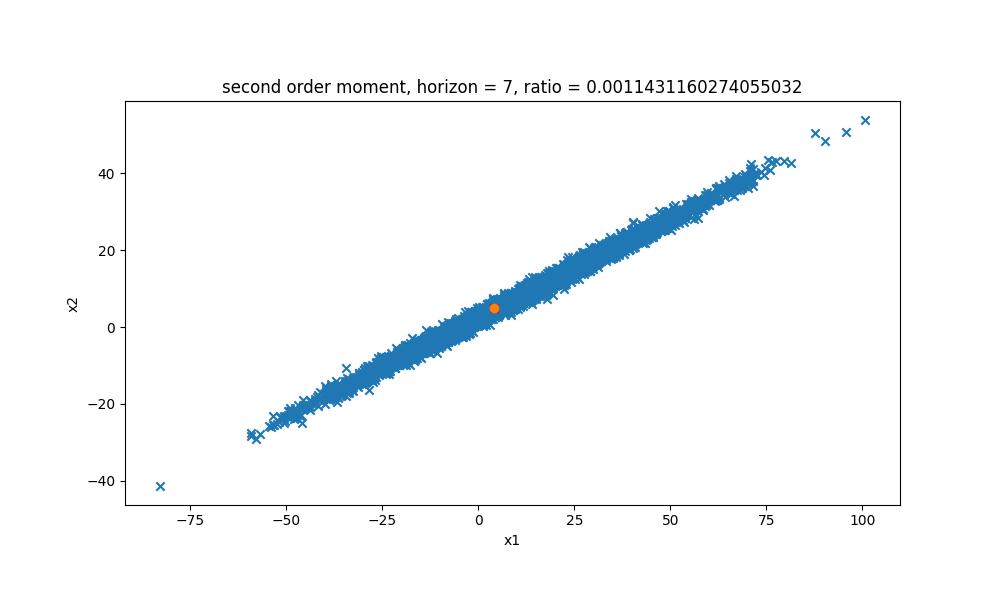 second order moment, horizon = 7, ratio = 0.0011431160274055032
x2
40
20
0
−20
−40
−75 −50 −25 0 25 50 75 100
x1